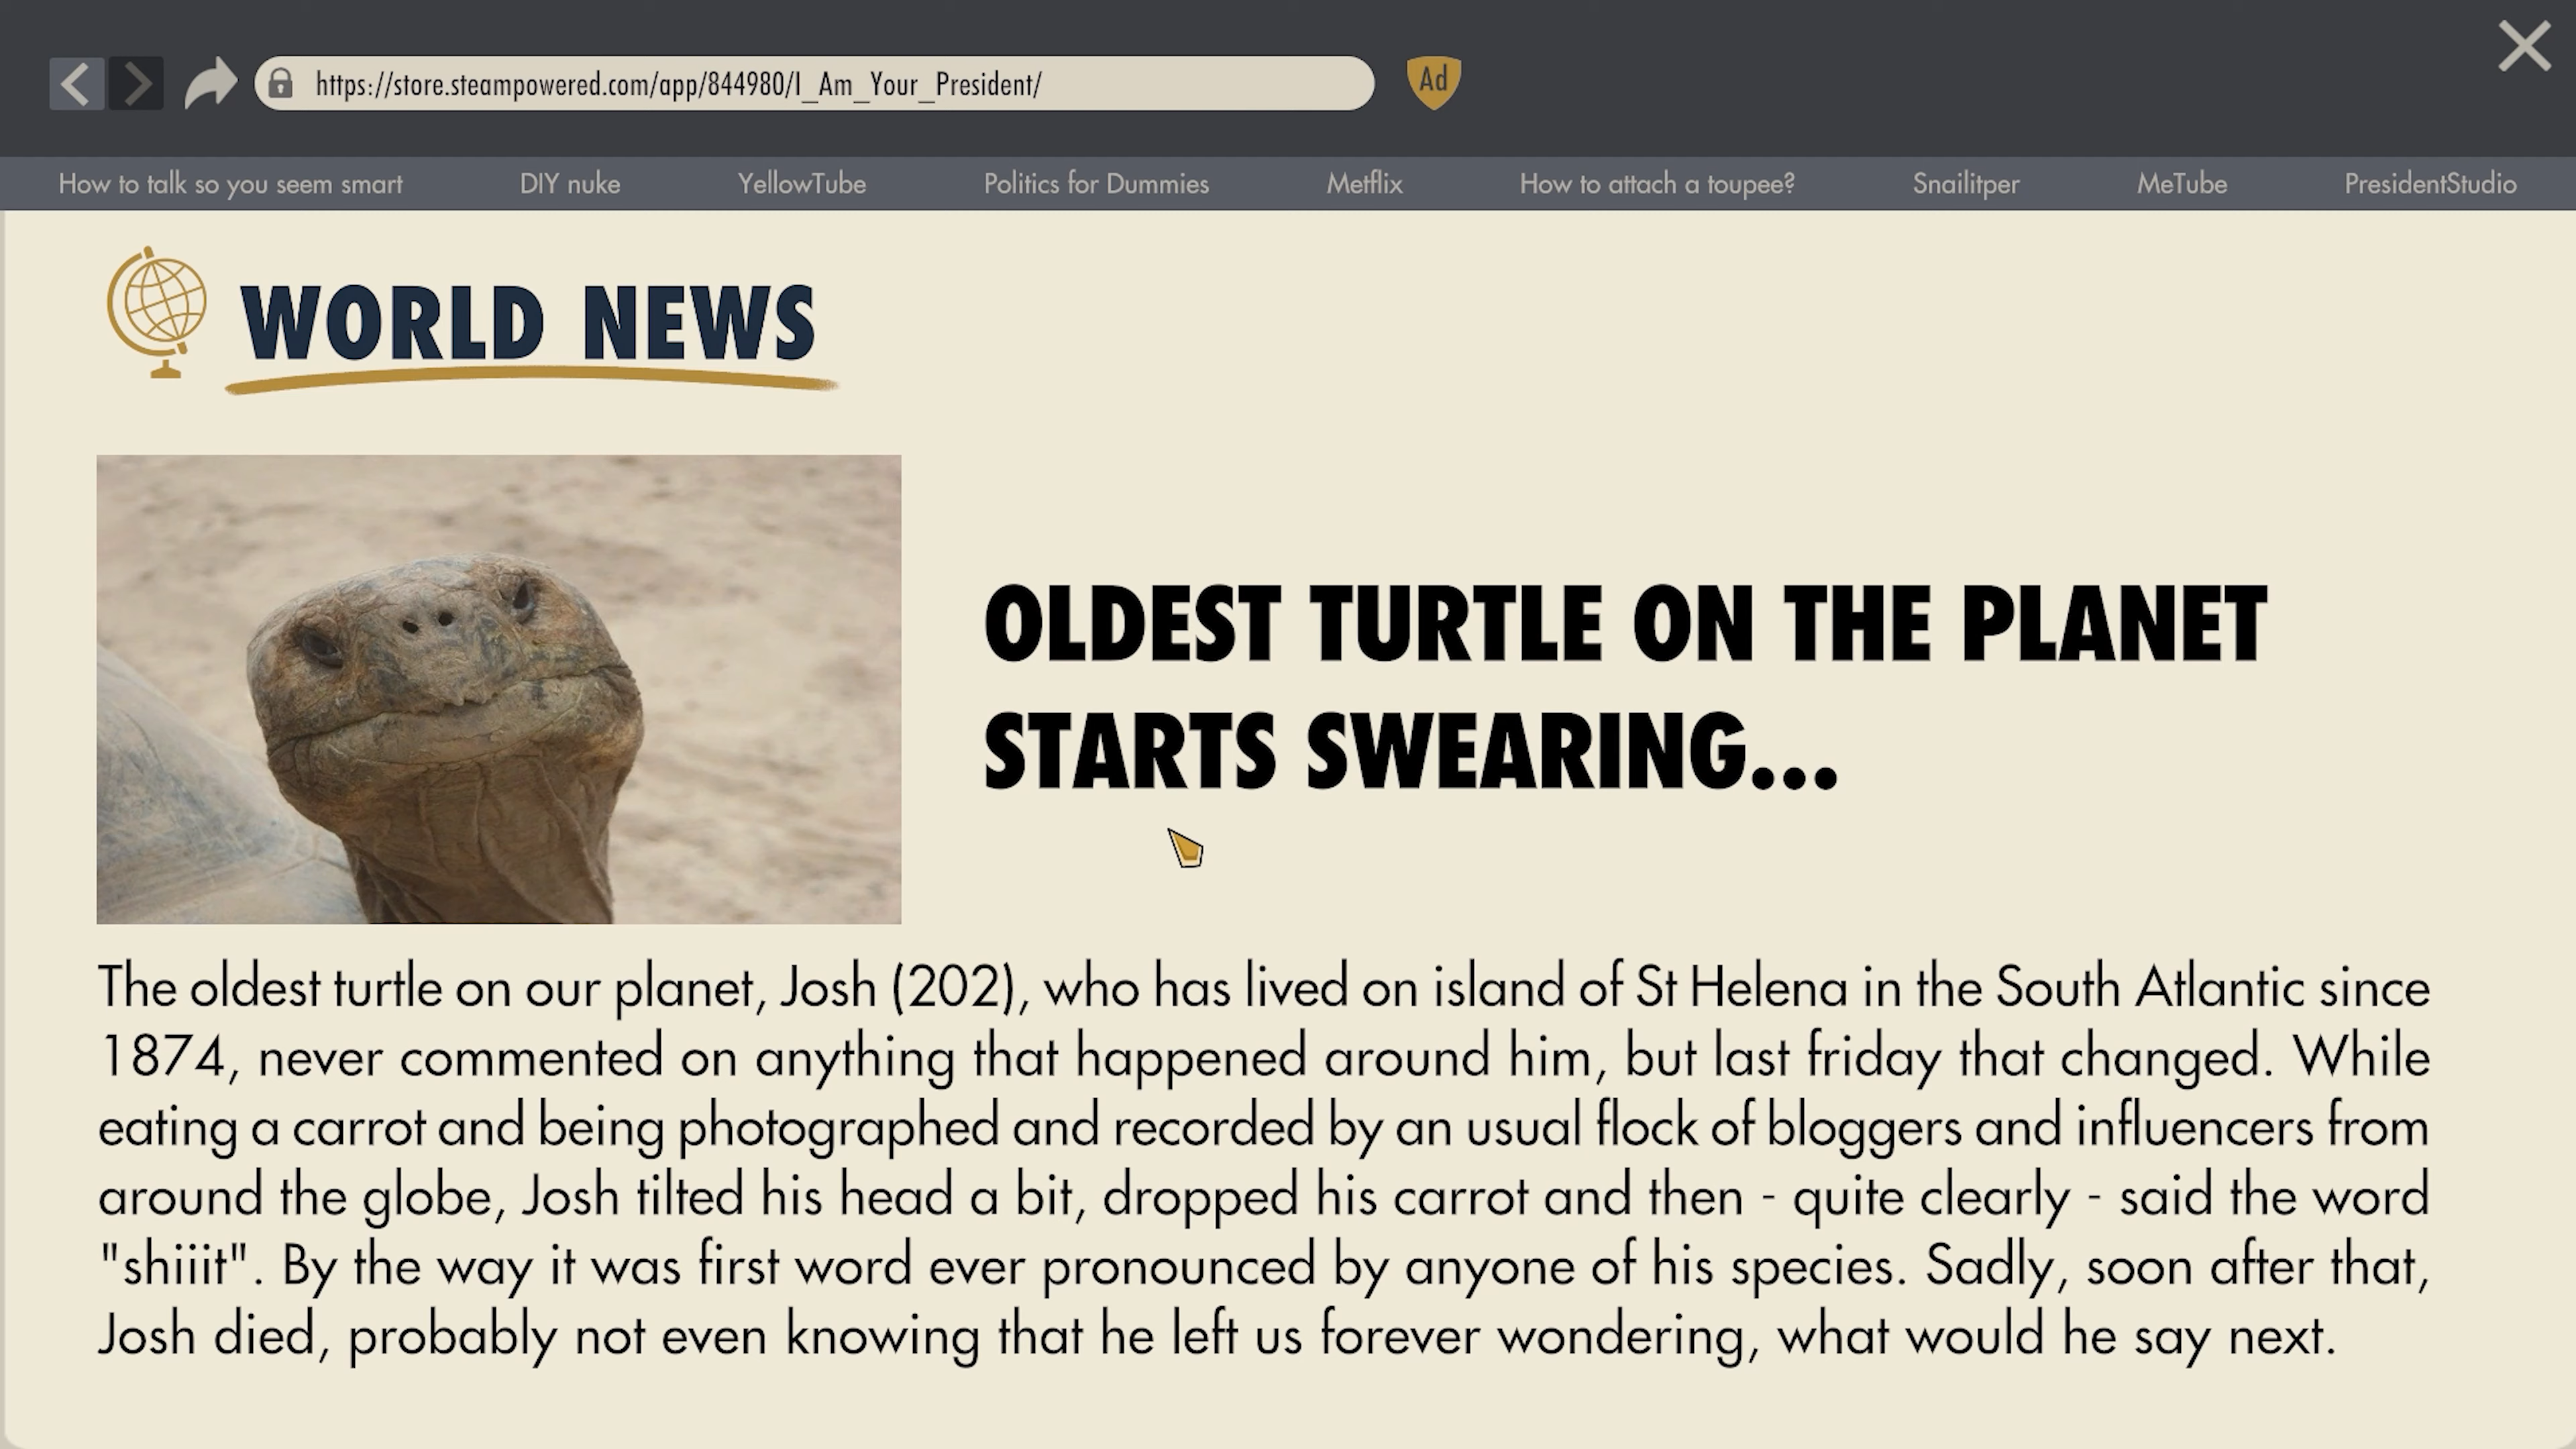 https://store.steampowered.com/app/844980/I_Am_Your_President/
Ad
How to talk so you seem smart
DIY nuke
YellowTube
Politics for Dummies
Metflix
How to attach a toupee?
Snailitper
MeTube
PresidentStudio
WORLD NEWS
OLDEST TURTLE ON THE PLANET
STARTS SWEARING...
The oldest turtle on our planet, Josh (202), who has lived on island of St Helena in the South Atlantic since
1874, never commented on anything that happened around him, but last friday that changed. While
eating a carrot and being photographed and recorded by an usual flock of bloggers and influencers from
around the globe, Josh tilted his head a bit, dropped his carrot and then - quite clearly - said the word
"shiiit". By the way it was first word ever pronounced by anyone of his species. Sadly, soon after that,
Josh died, probably not even knowing that he left us forever wondering, what would he say next.